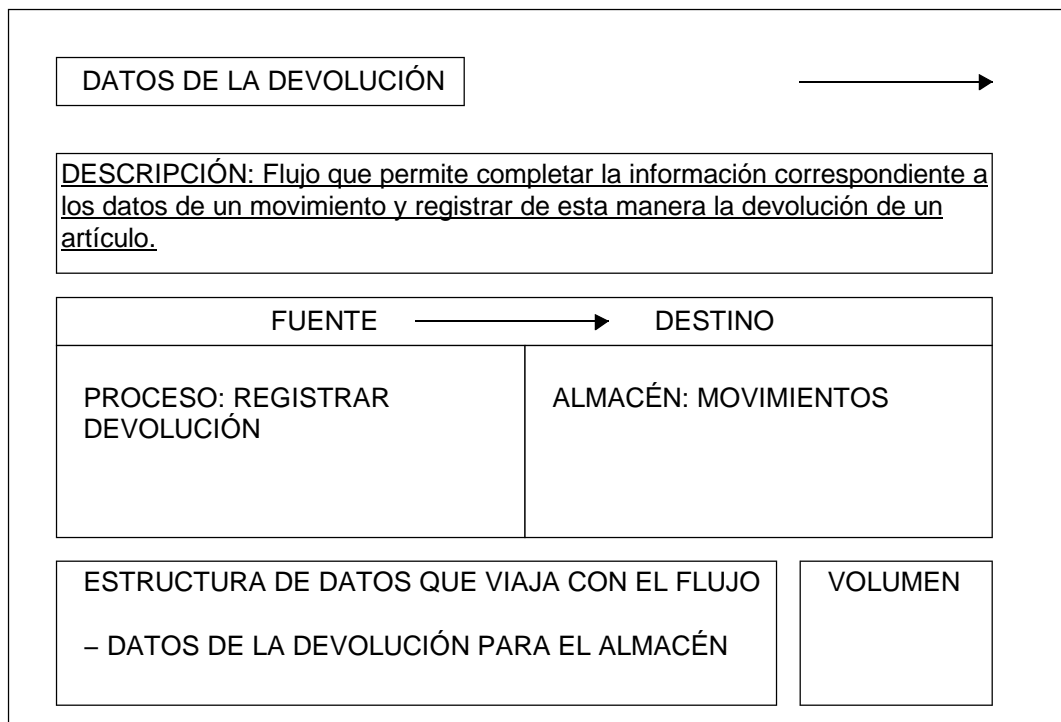 DATOS DE LA DEVOLUCIÓN
DESCRIPCIÓN: Flujo que permite completar la información correspondiente a
los datos de un movimiento y registrar de esta manera la devolución de un
artículo.
FUENTE DESTINO
PROCESO: REGISTRAR
DEVOLUCIÓN
ALMACÉN: MOVIMIENTOS
ESTRUCTURA DE DATOS QUE VIAJA CON EL FLUJO
– DATOS DE LA DEVOLUCIÓN PARA EL ALMACÉN
VOLUMEN